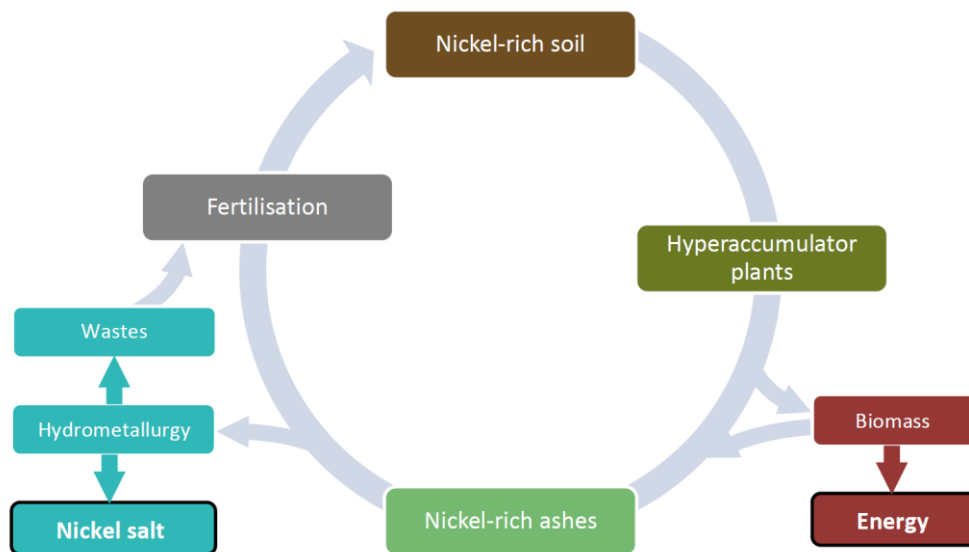 Nickel-rich soil
Fertilisation
Hyperaccumulator
plants
Wastes
Hydrometallurgy
Biomass
Nickel salt
Nickel-rich ashes
Energy